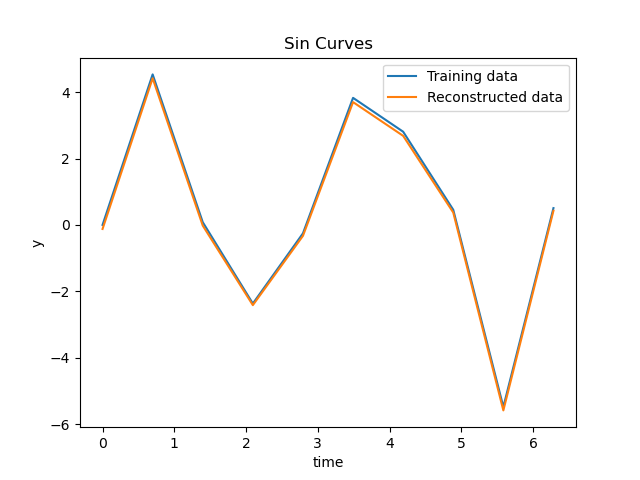 Sin Curves
Training data
Reconstructed data
4
2
0
−2
−4
−6
y
0 1 2 3 4 5 6
time